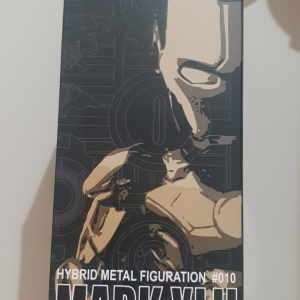 HYBRID METAL FIGURATION #010
MARK XLII